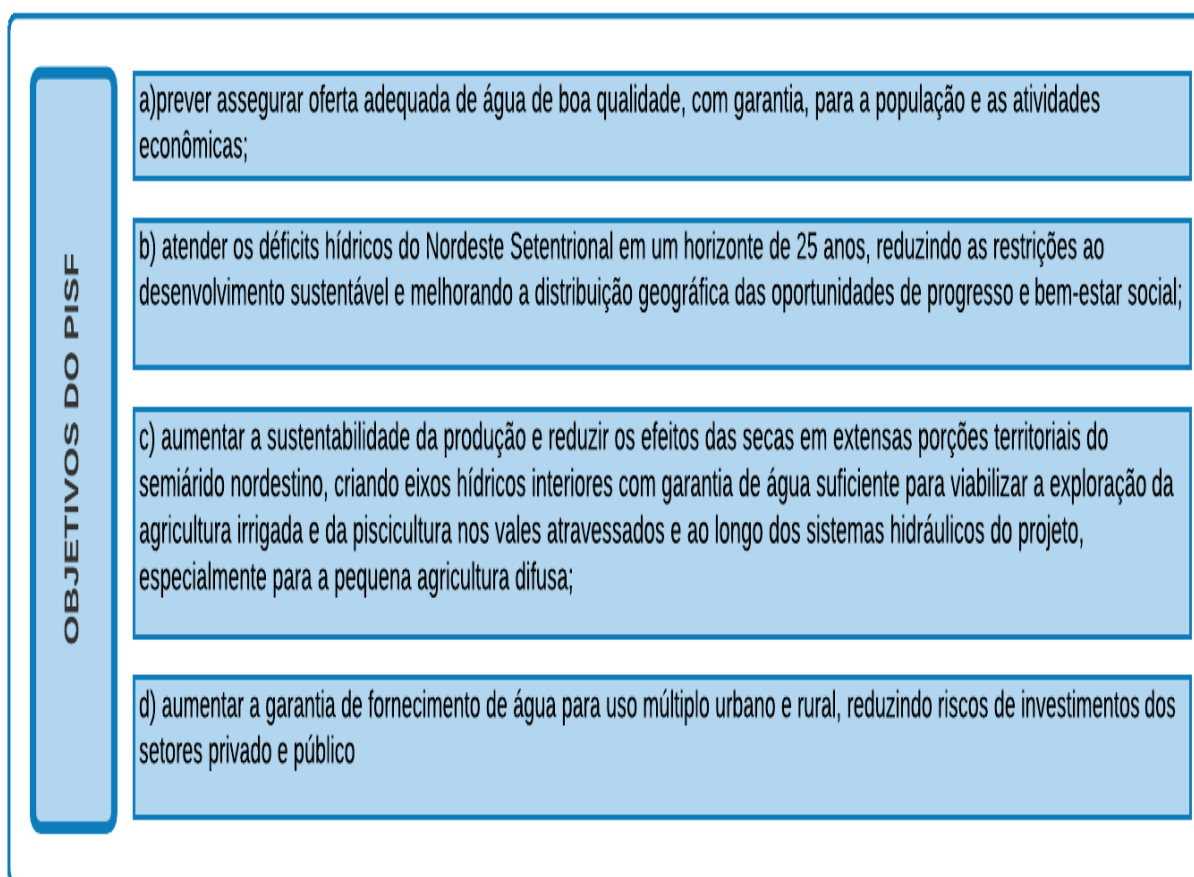 OBJETIVOS DO PISF
a)prever assegurar oferta adequada de água de boa qualidade, com garantia, para a população e as atividades
econômicas;
b) atender os déficits hídricos do Nordeste Setentrional em um horizonte de 25 anos, reduzindo as restrições ao
desenvolvimento sustentável e melhorando a distribuição geográfica das oportunidades de progresso e bem-estar social;
c) aumentar a sustentabilidade da produção e reduzir os efeitos das secas em extensas porções territoriais do
semiárido nordestino, criando eixos hídricos interiores com garantia de água suficiente para viabilizar a exploração da
agricultura irrigada e da piscicultura nos vales atravessados e ao longo dos sistemas hidráulicos do projeto,
especialmente para a pequena agricultura difusa;
d) aumentar a garantia de fornecimento de água para uso múltiplo urbano e rural, reduzindo riscos de investimentos dos
setores privado e público